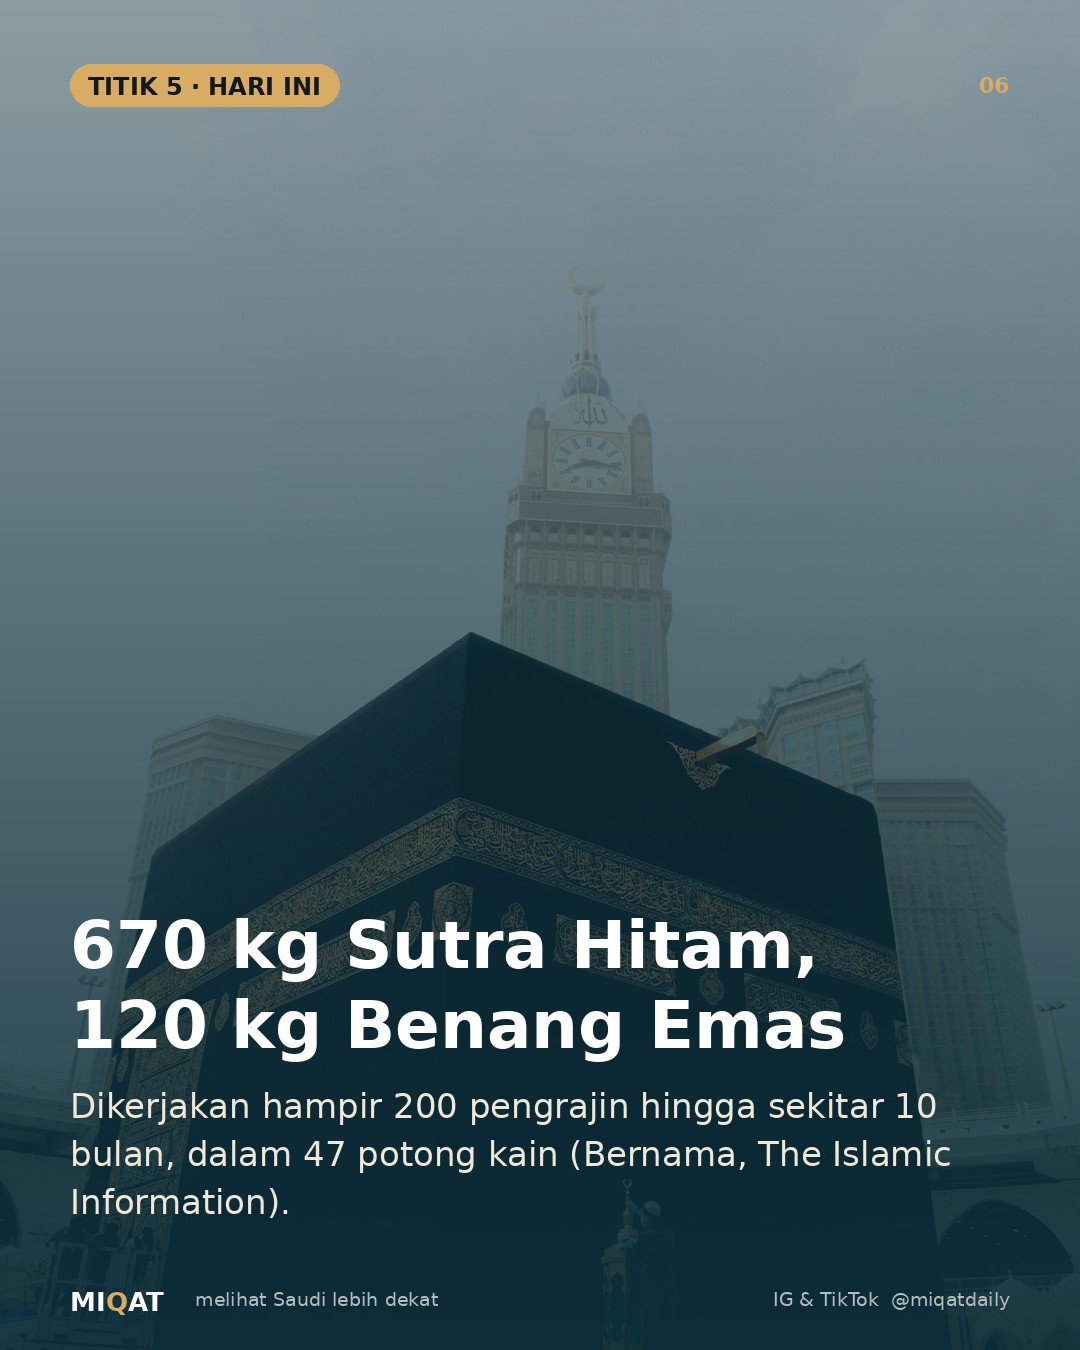 TITIK 5 · HARI INI
06
الله
670 kg Sutra Hitam,
120 kg Benang Emas
Dikerjakan hampir 200 pengrajin hingga sekitar 10
bulan, dalam 47 potong kain (Bernama, The Islamic
Information).
MIQAT
melihat Saudi lebih dekat
IG & TikTok @miqatdaily